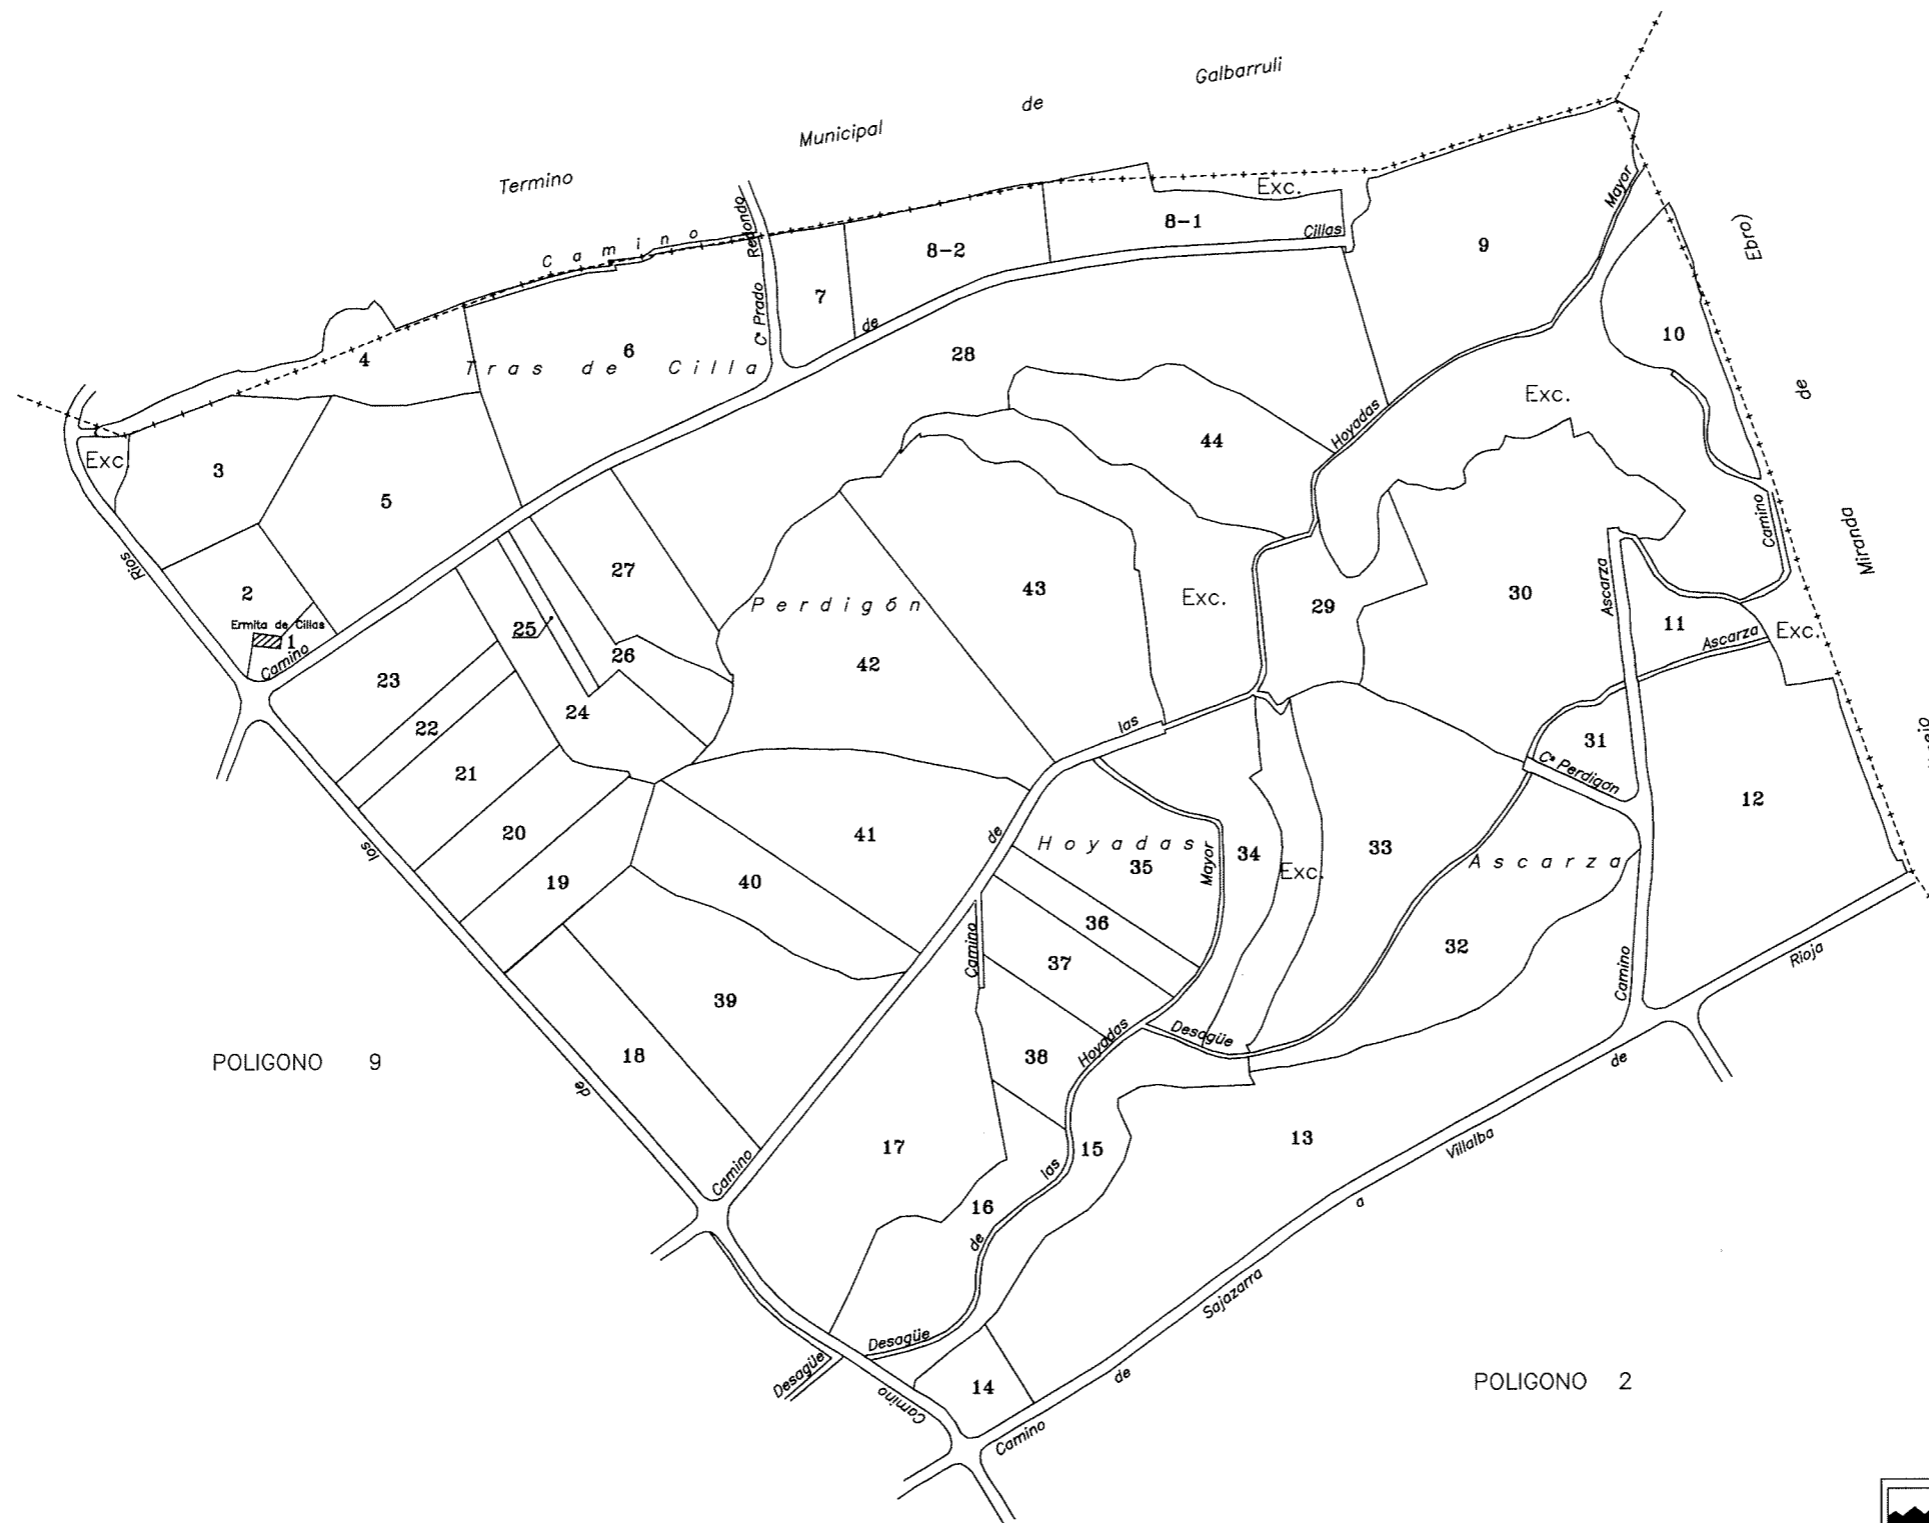 Termino Municipal de Galbarruli
Camino
Cº Prado Redondo
Exc.
8-1
Cillas
8-2
9
Mayor
7
de
6
4
Tras de Cilla
28
10
Ebro)
de
Miranda
Exc.
Hoyadas
44
Exc
3
5
Camino
Rios
27
Perdigón
43
Exc.
29
30
Ascarza
2
Ermita de Cillas
1
Camino
25
26
11
Ascarza
Exc.
23
24
42
22
las
31
Cº Perdigón
21
12
20
41
de
Hoyadas
35
Mayor
34
Exc.
33
Ascarza
los
19
40
36
Camino
37
32
Camino
Rioja
39
Desagüe
18
38
Hoyadas
POLIGONO 9
de
de
17
15
13
Villalba
Camino
las
16
a
de
Sajazarra
Desagüe
Desagüe
14
de
Camino
Camino
POLIGONO 2